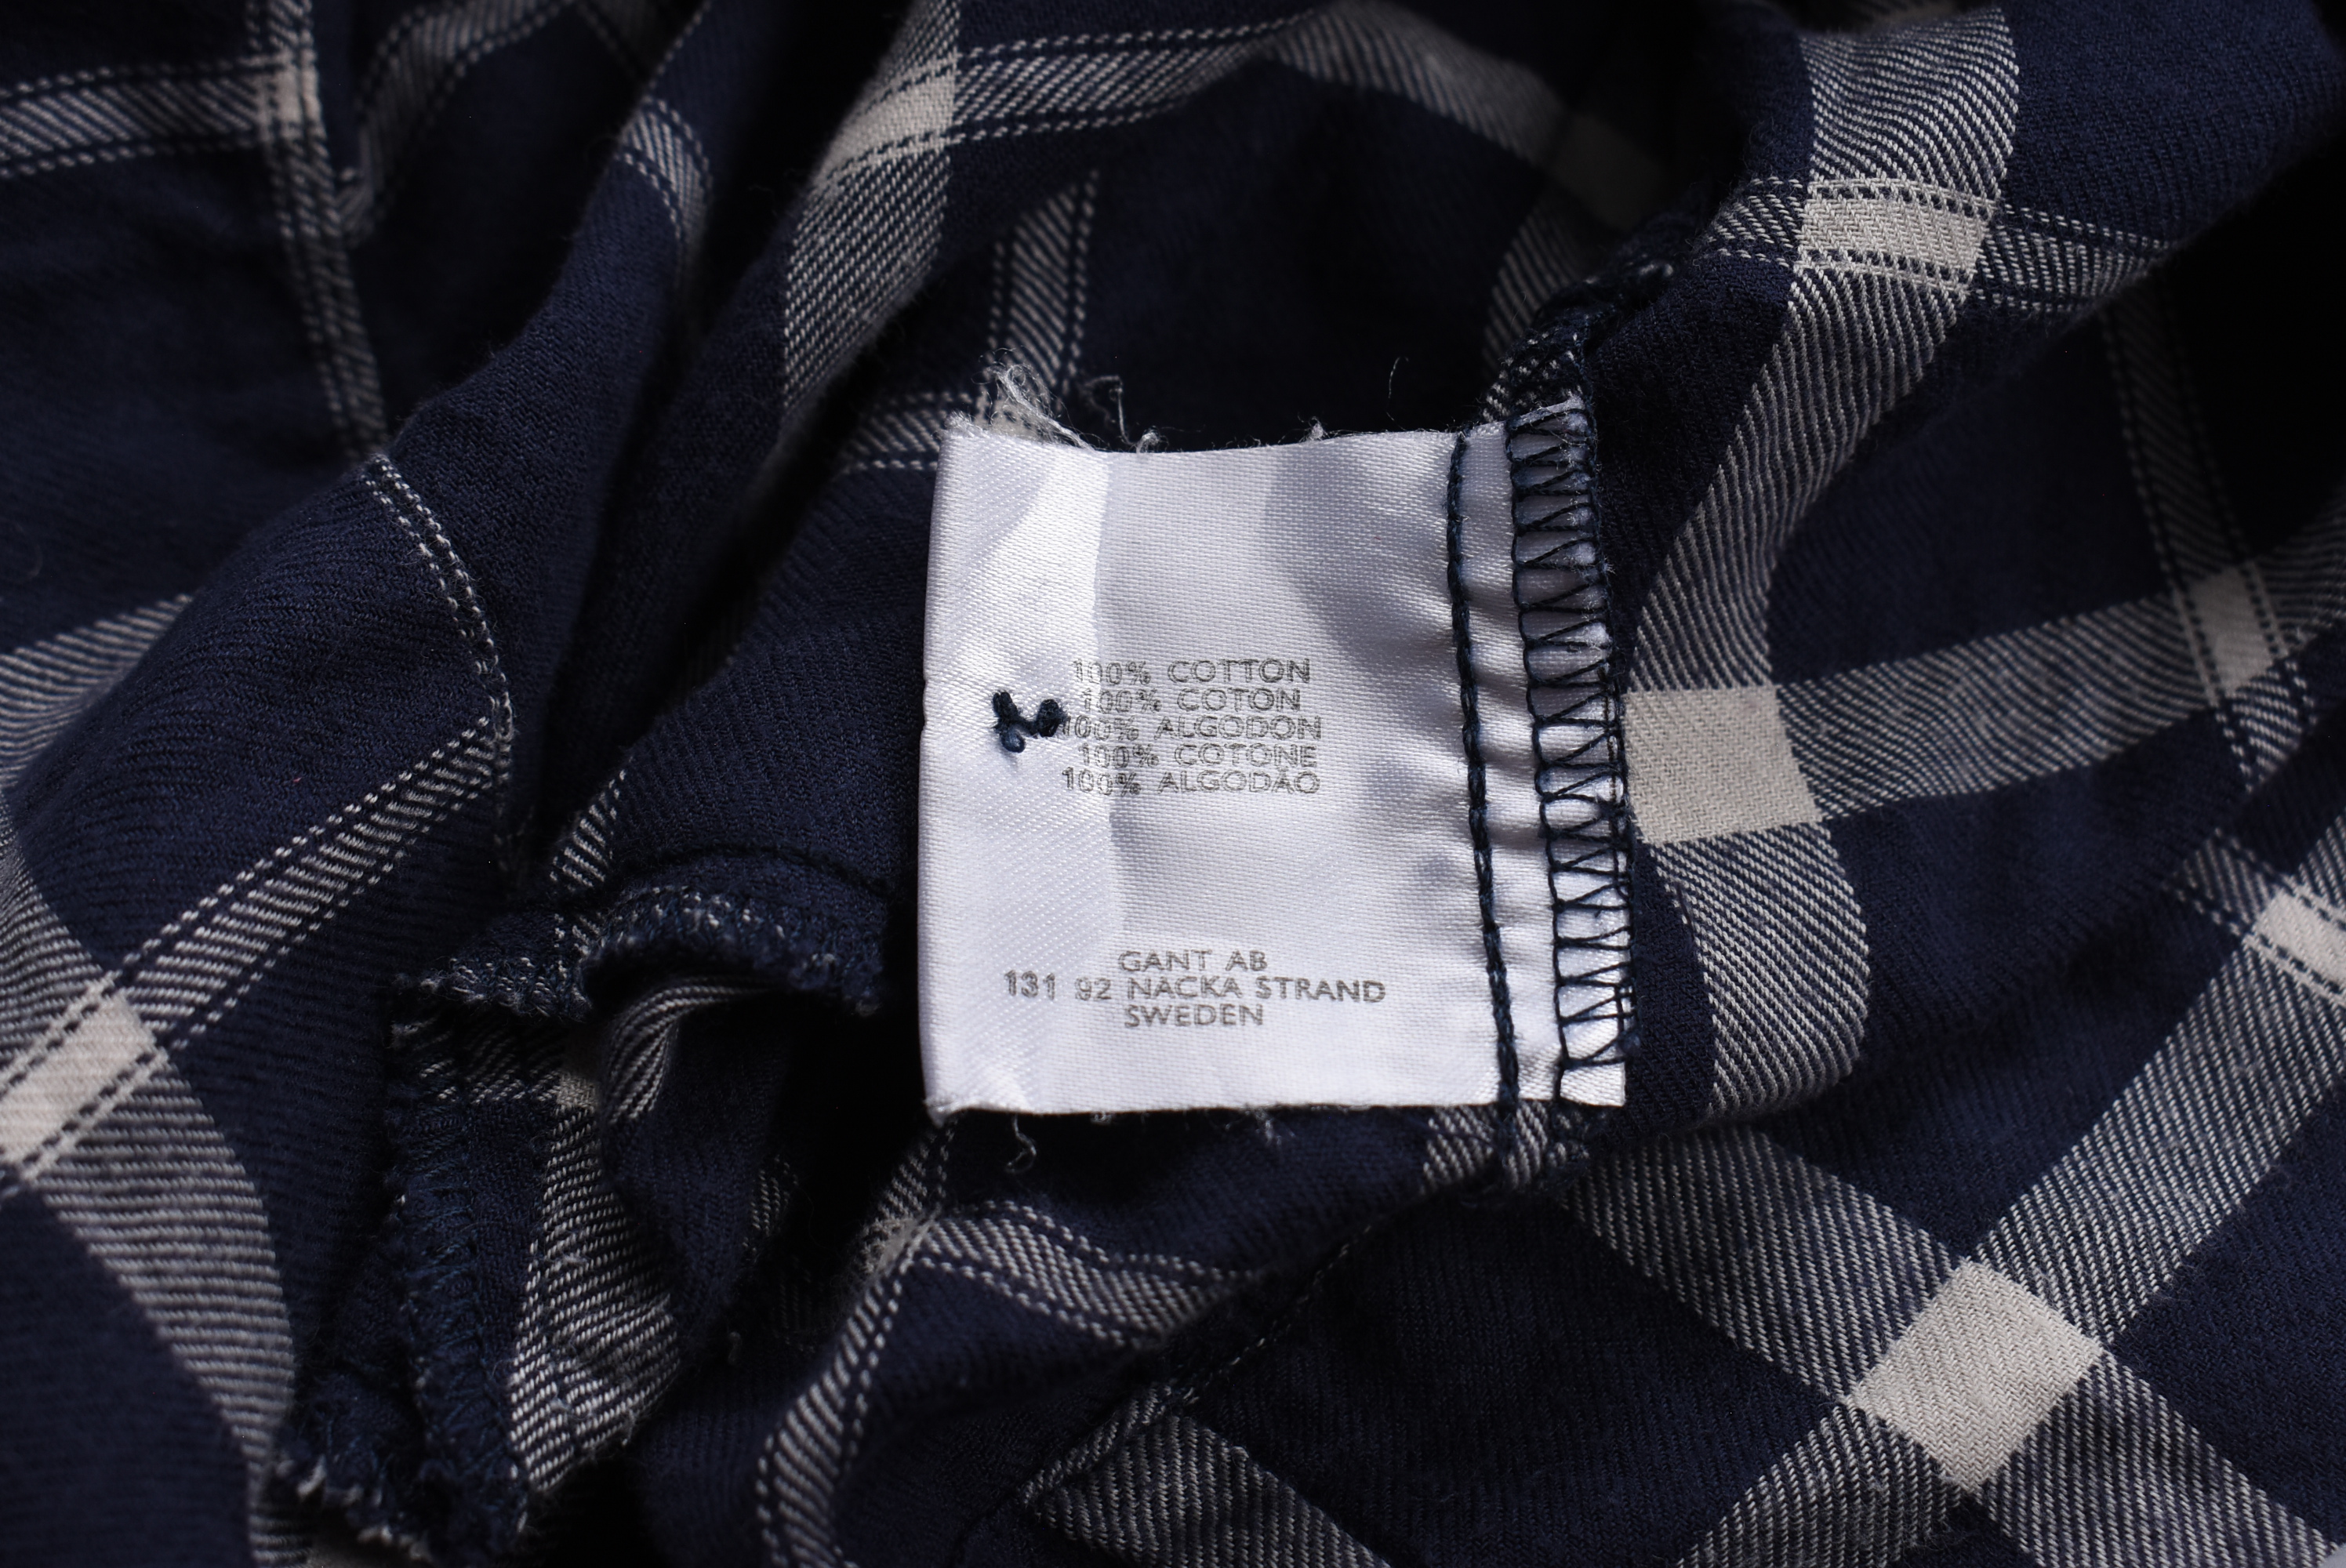 100% COTTON
100% COTON
100% ALGODON
100% COTONE
100% ALGODÃO
GANT AB
131 92 NACKA STRAND
SWEDEN